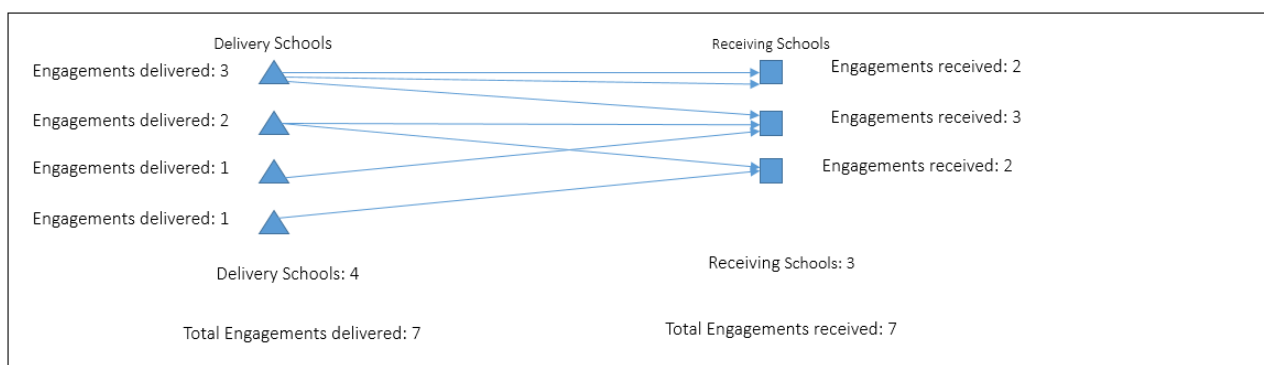 Delivery Schools
Receiving Schools
Engagements delivered: 3
Engagements received: 2
Engagements delivered: 2
Engagements received: 3
Engagements delivered: 1
Engagements received: 2
Engagements delivered: 1
Delivery Schools: 4
Receiving Schools: 3
Total Engagements delivered: 7
Total Engagements received: 7